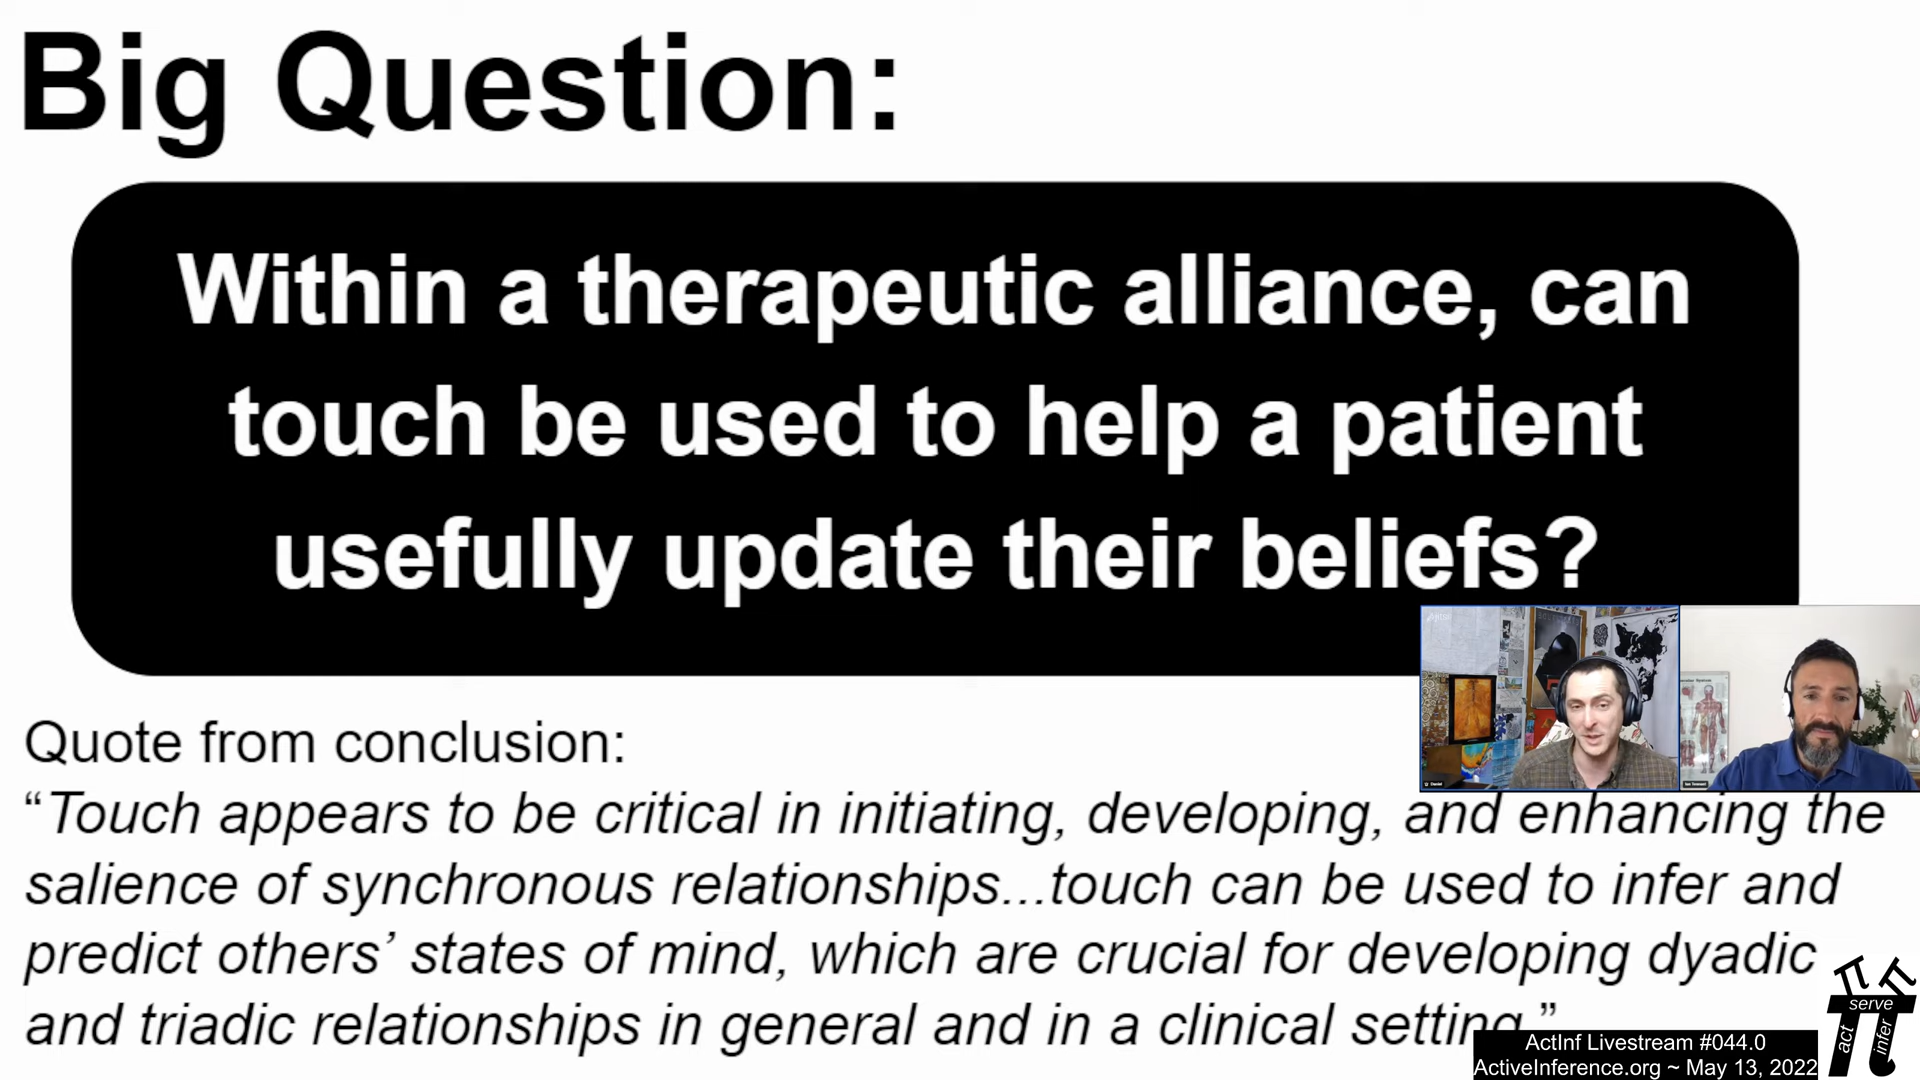 Big Question:
Within a therapeutic alliance, can
touch be used to help a patient
usefully update their beliefs?
Quote from conclusion:
“Touch appears to be critical in initiating, developing, and enhancing the
salience of synchronous relationships...touch can be used to infer and
predict others’ states of mind, which are crucial for developing dyadic
and triadic relationships in general and in a clinical setting.”
Daniel
act
serve
infer
ActInf Livestream #044.0
ActiveInference.org ~ May 13, 2022